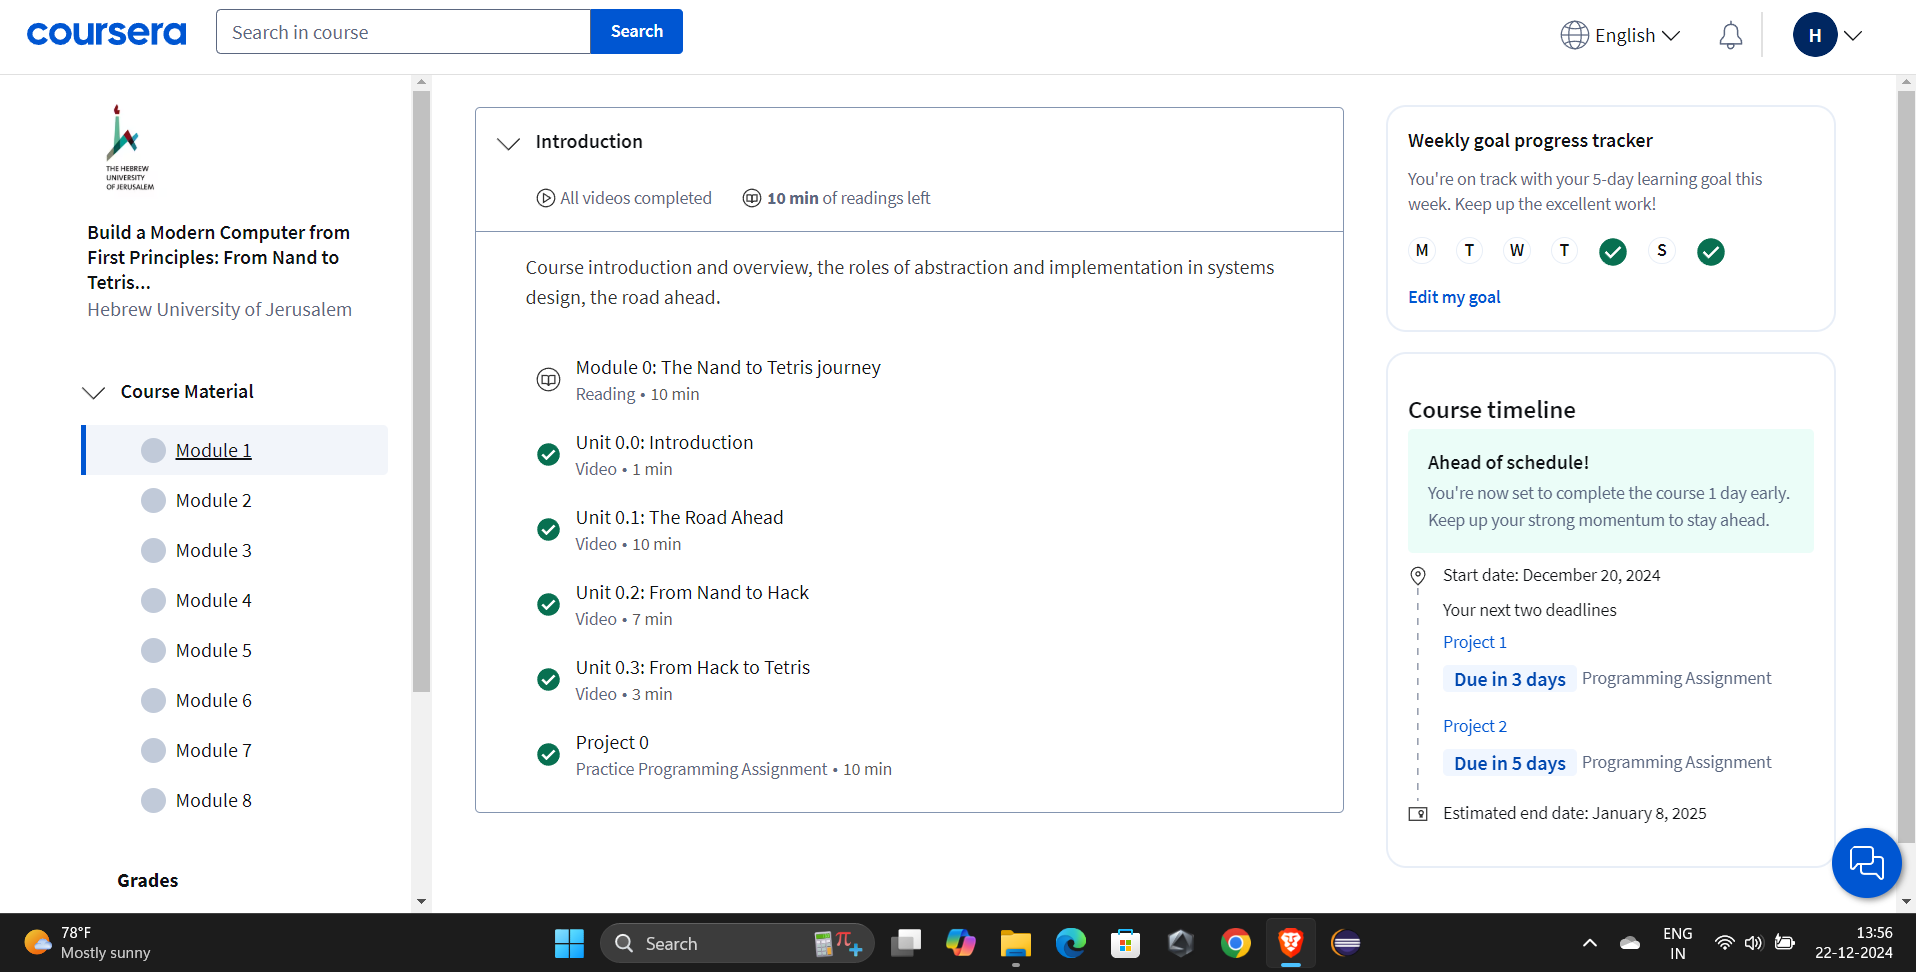 coursera
Search in course
Search
English
H
THE HEBREW
UNIVERSITY
OF JERUSALEM
Build a Modern Computer from
First Principles: From Nand to
Tetris...
Hebrew University of Jerusalem
Course Material
Module 1
Module 2
Module 3
Module 4
Module 5
Module 6
Module 7
Module 8
Grades
Introduction
All videos completed
10 min of readings left
Course introduction and overview, the roles of abstraction and implementation in systems
design, the road ahead.
Module 0: The Nand to Tetris journey
Reading • 10 min
Unit 0.0: Introduction
Video • 1 min
Unit 0.1: The Road Ahead
Video • 10 min
Unit 0.2: From Nand to Hack
Video • 7 min
Unit 0.3: From Hack to Tetris
Video • 3 min
Project 0
Practice Programming Assignment • 10 min
Weekly goal progress tracker
You're on track with your 5-day learning goal this
week. Keep up the excellent work!
M T W T S
Edit my goal
Course timeline
Ahead of schedule!
You're now set to complete the course 1 day early.
Keep up your strong momentum to stay ahead.
Start date: December 20, 2024
Your next two deadlines
Project 1
Due in 3 days Programming Assignment
Project 2
Due in 5 days Programming Assignment
Estimated end date: January 8, 2025
78°F
Mostly sunny
Search
ENG
IN
13:56
22-12-2024